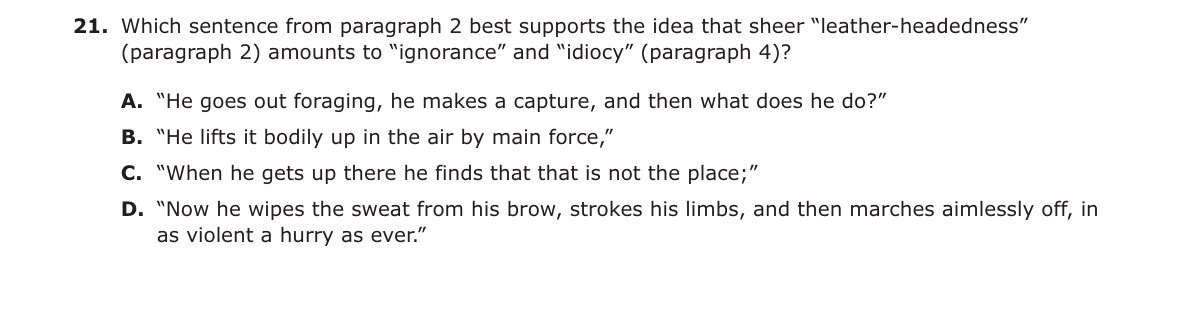 21. Which sentence from paragraph 2 best supports the idea that sheer “leather-headedness”
(paragraph 2) amounts to “ignorance” and “idiocy” (paragraph 4)?
A. “He goes out foraging, he makes a capture, and then what does he do?”
B. “He lifts it bodily up in the air by main force,”
C. “When he gets up there he finds that that is not the place;”
D. “Now he wipes the sweat from his brow, strokes his limbs, and then marches aimlessly off, in
as violent a hurry as ever.”